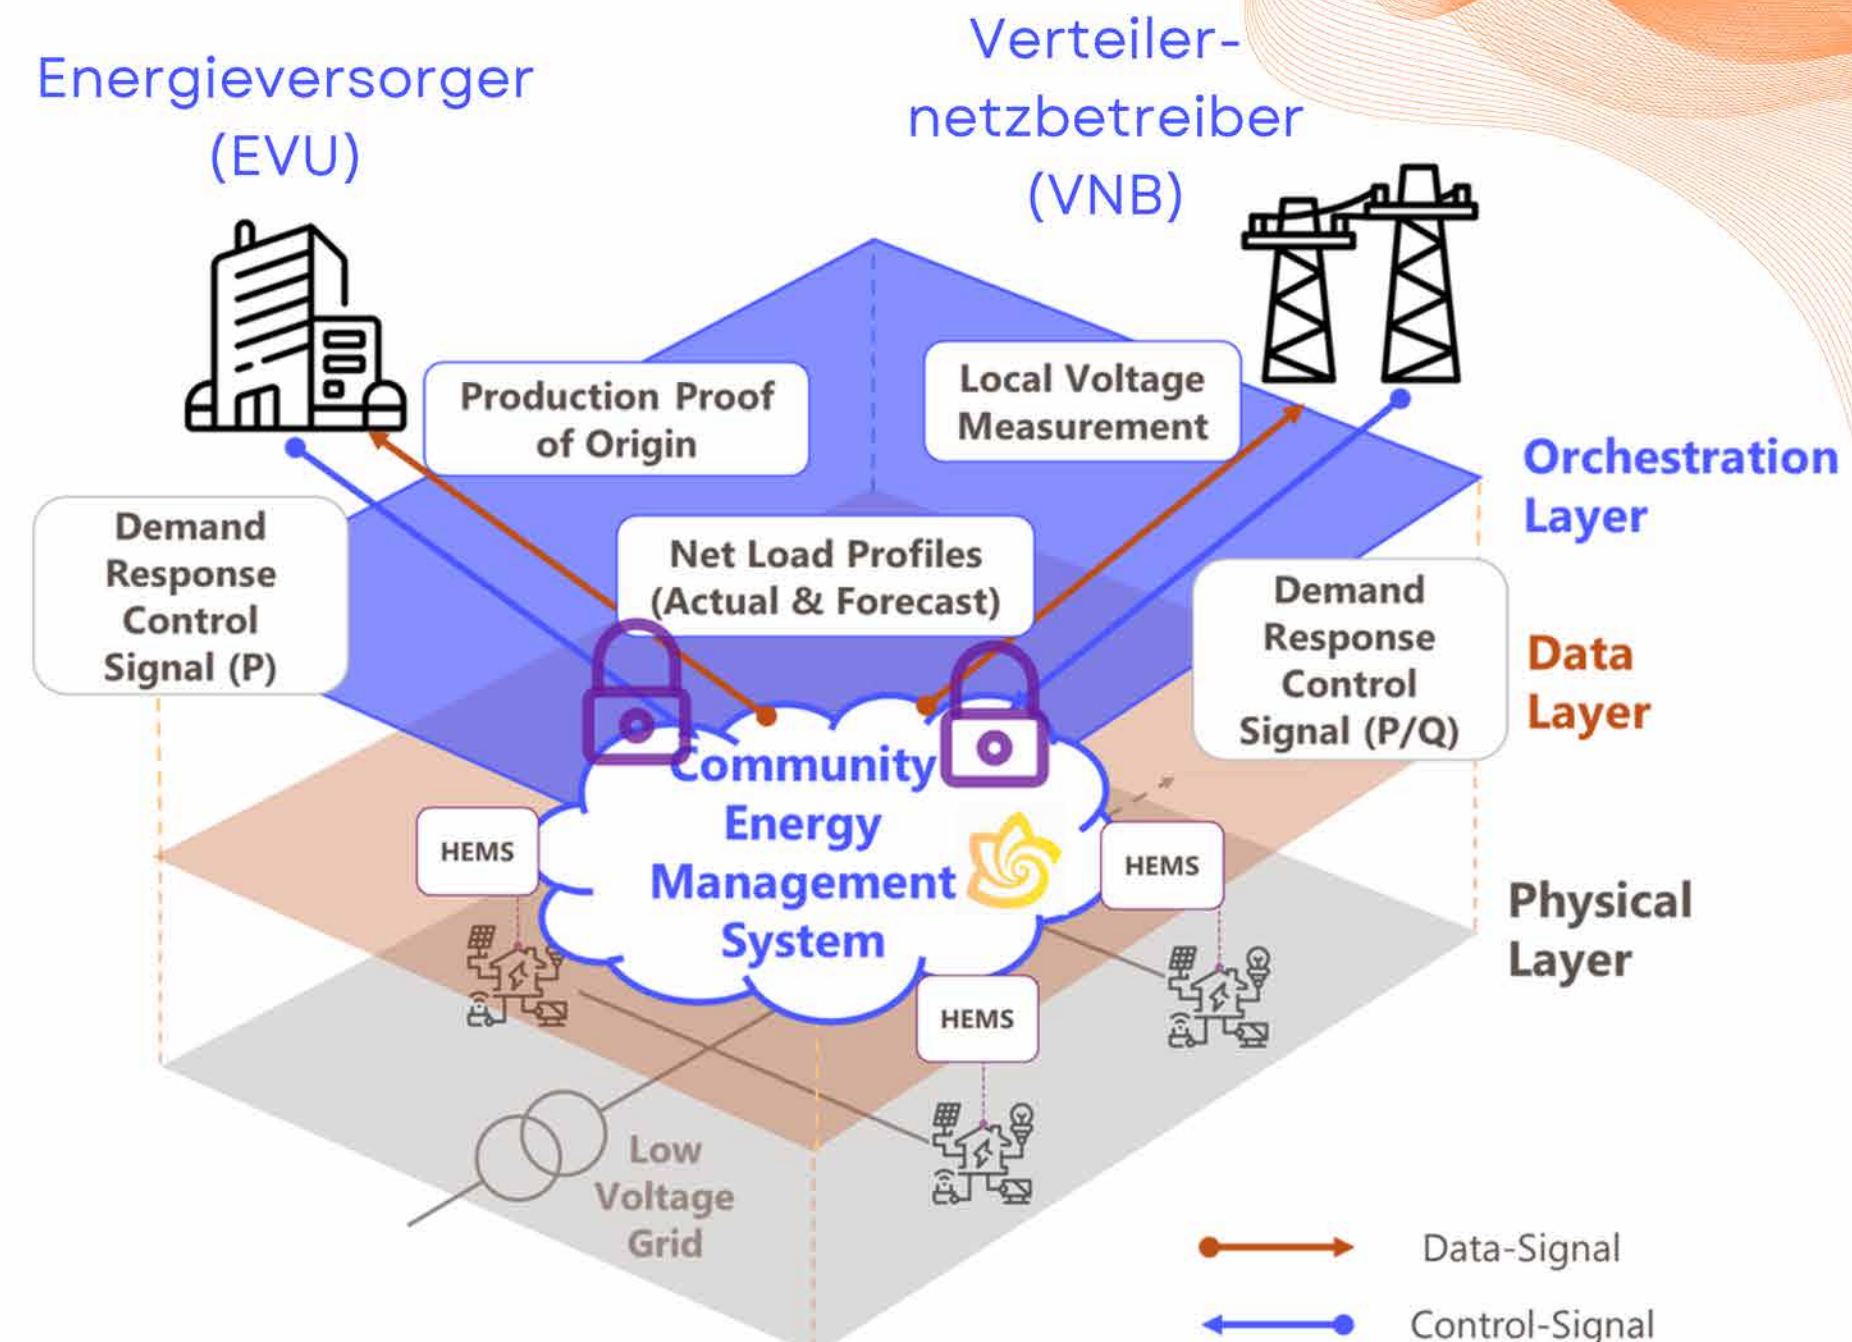 Energieversorger
(EVU)
Verteiler-
netzbetreiber
(VNB)
Production Proof
of Origin
Local Voltage
Measurement
Orchestration
Layer
Demand
Response
Control
Signal (P)
Net Load Profiles
(Actual & Forecast)
Demand
Response
Control
Signal (P/Q)
Data
Layer
Community
Energy
Management
System
HEMS
HEMS
HEMS
Physical
Layer
Low
Voltage
Grid
Data-Signal
Control-Signal